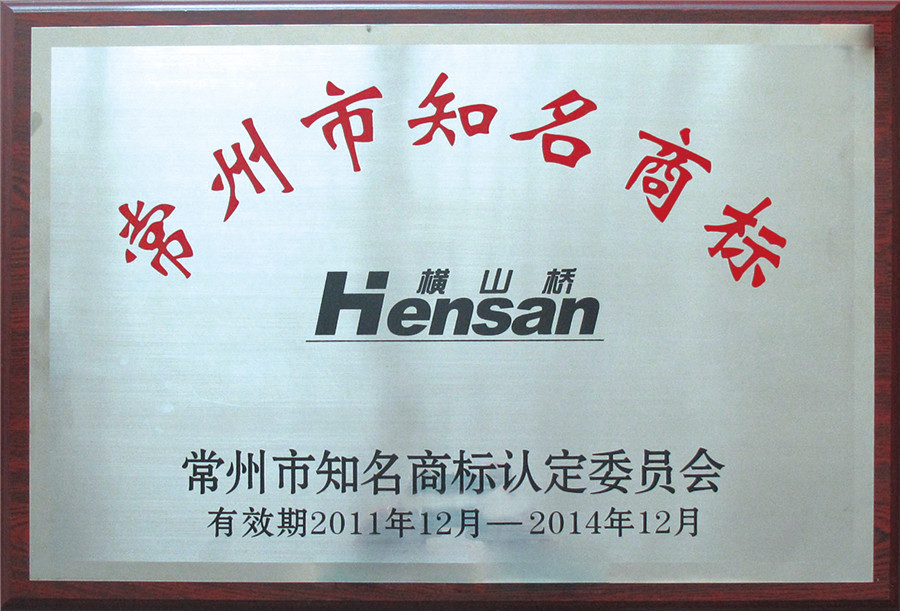 常州市知名商标
横山桥
Hensan
常州市知名商标认定委员会
有效期2011年12月—2014年12月